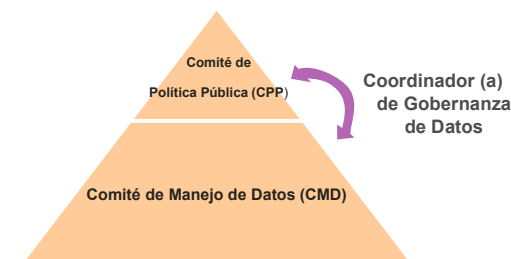 Comité de
Política Pública (CPP)
Coordinador (a)
de Gobernanza
de Datos
Comité de Manejo de Datos (CMD)